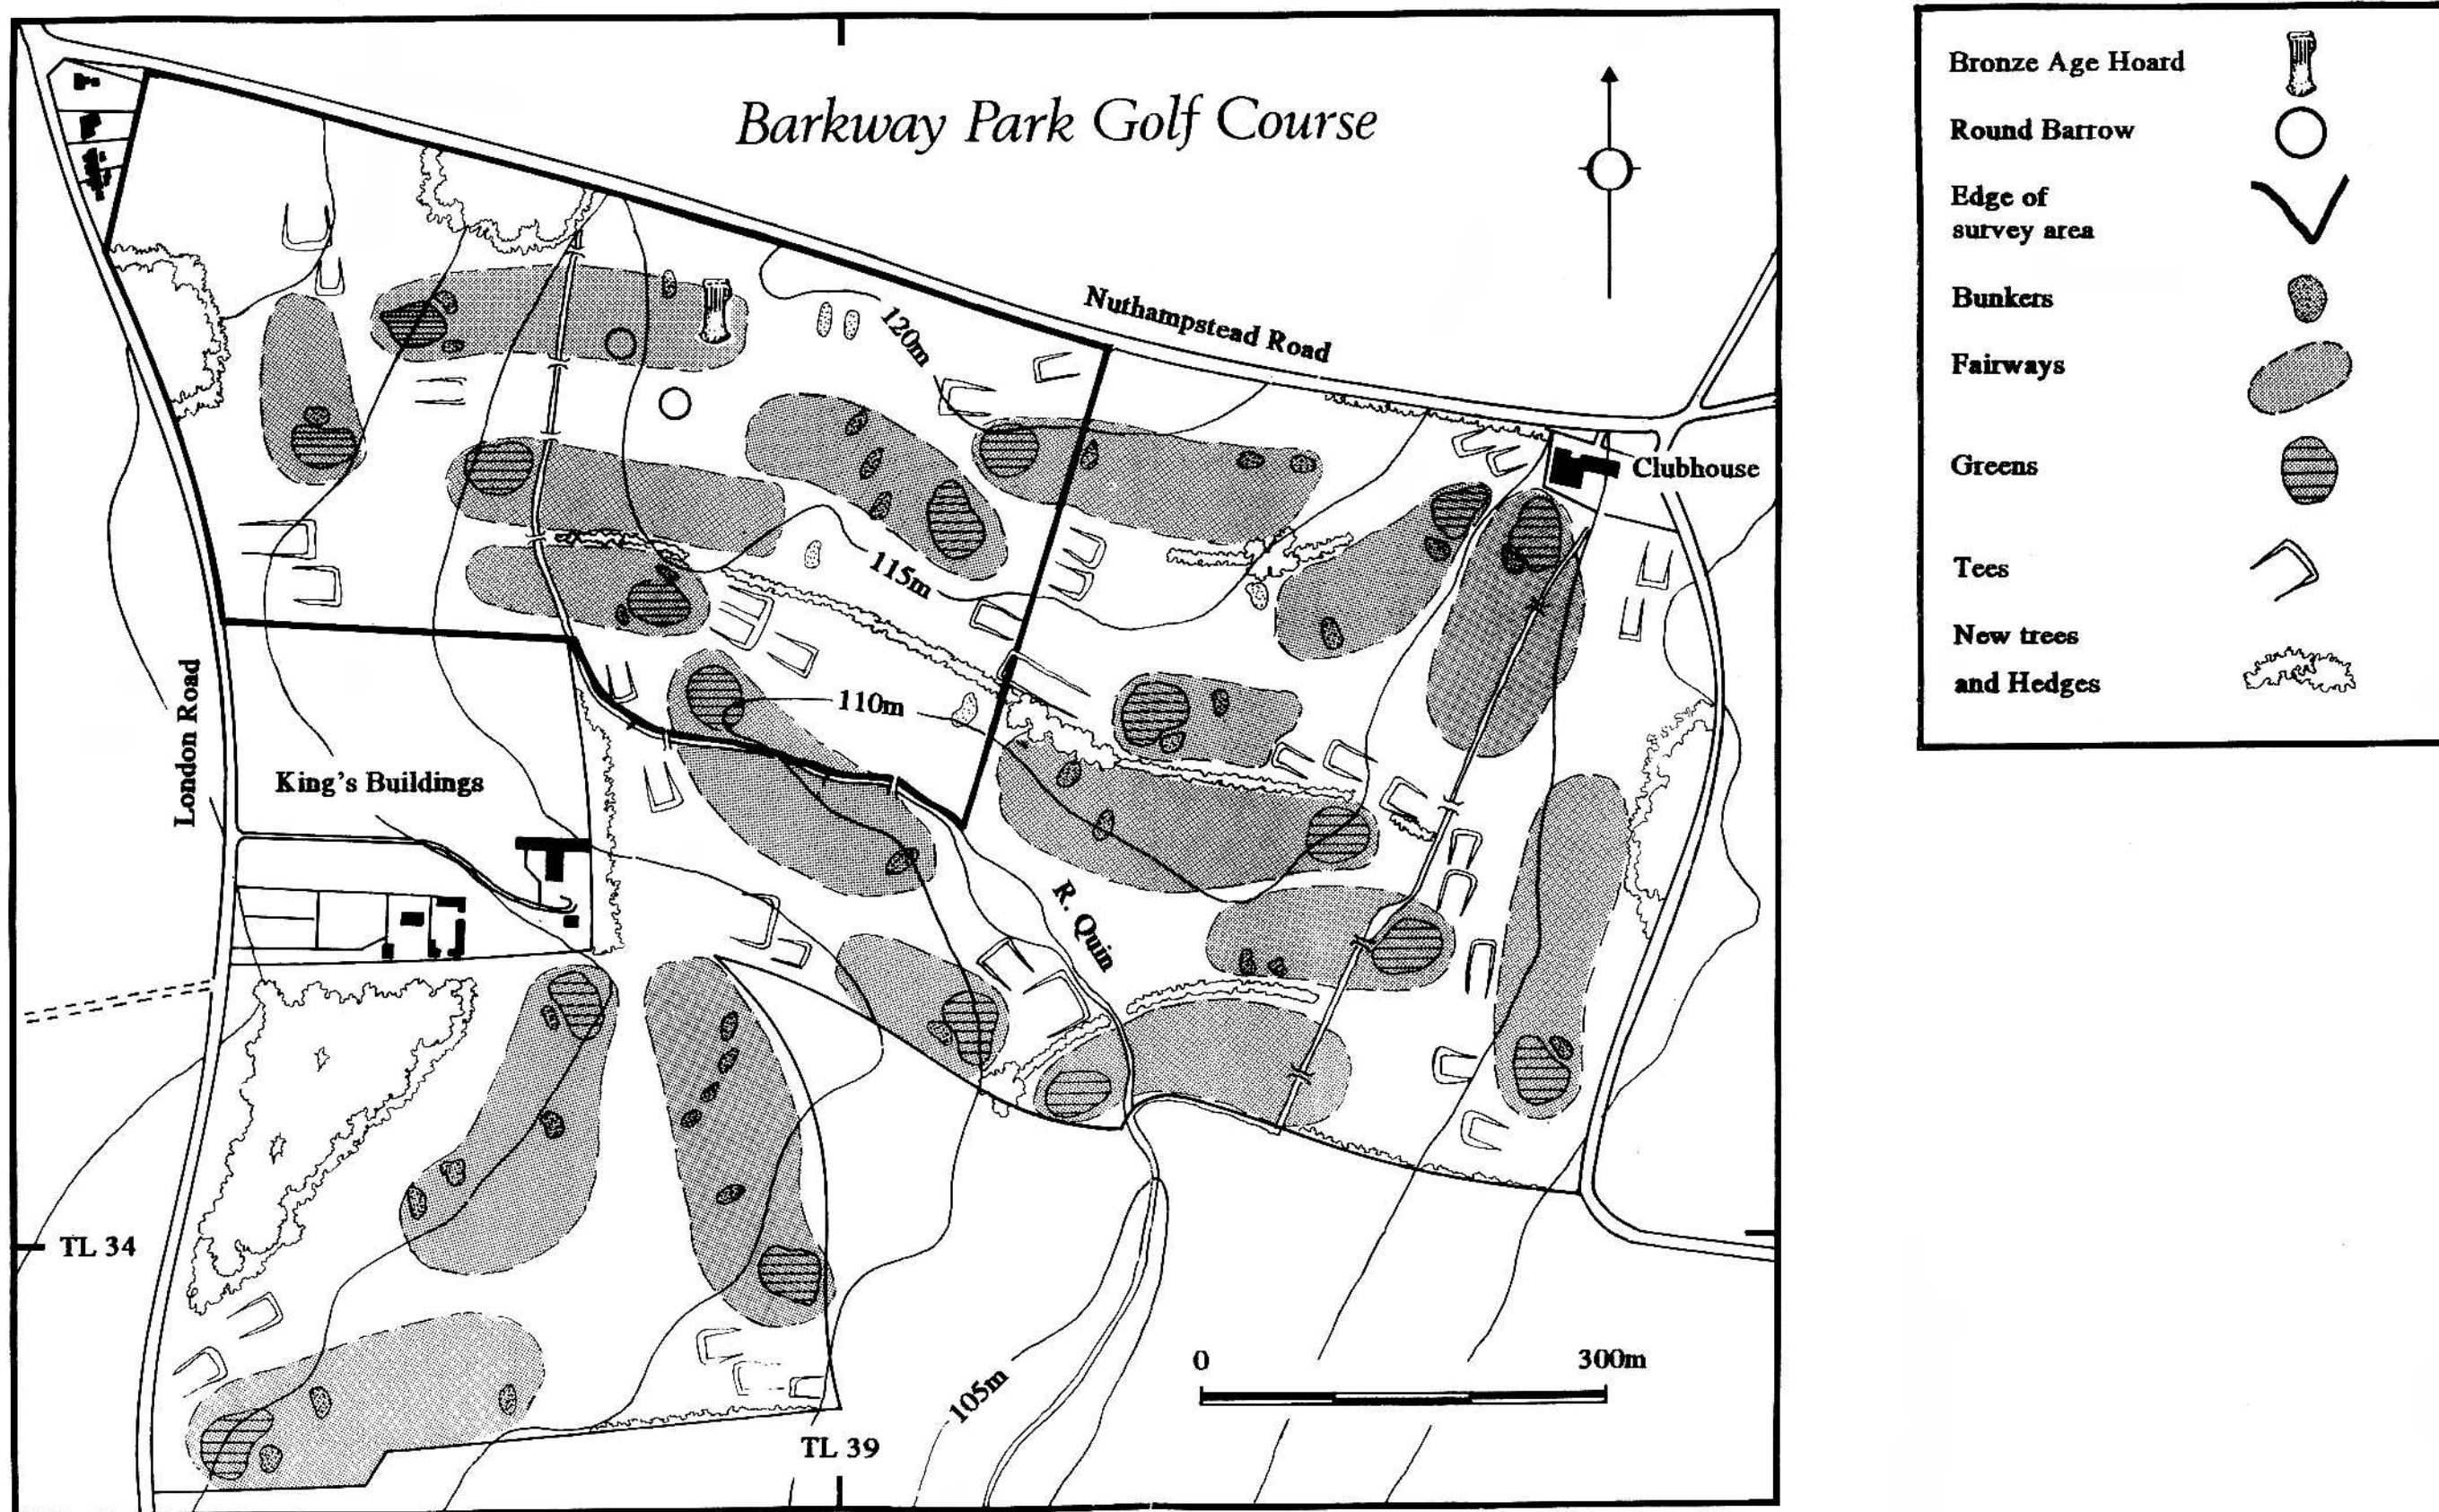 Barkway Park Golf Course
120m
Nuthampstead Road
Clubhouse
115m
110m
London Road
King's Buildings
R. Quin
TL 34
0
300m
105m
TL 39
Bronze Age Hoard
Round Barrow
Edge of
survey area
Bunkers
Fairways
Greens
Tees
New trees
and Hedges